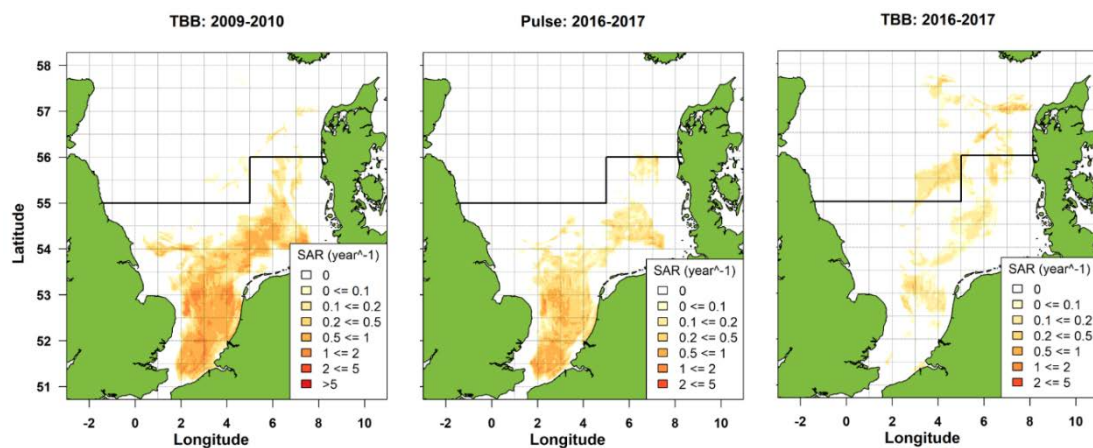 TBB: 2009-2010
Pulse: 2016-2017
TBB: 2016-2017
Latitude
58
57
56
55
54
53
52
51
SAR (year^-1)
0
0 <= 0.1
0.1 <= 0.2
0.2 <= 0.5
0.5 <= 1
1 <= 2
2 <= 5
>5
-2 0 2 4 6 8 10
Longitude
SAR (year^-1)
0
0 <= 0.1
0.1 <= 0.2
0.2 <= 0.5
0.5 <= 1
1 <= 2
2 <= 5
-2 0 2 4 6 8 10
Longitude
SAR (year^-1)
0
0 <= 0.1
0.1 <= 0.2
0.2 <= 0.5
0.5 <= 1
1 <= 2
2 <= 5
-2 0 2 4 6 8 10
Longitude